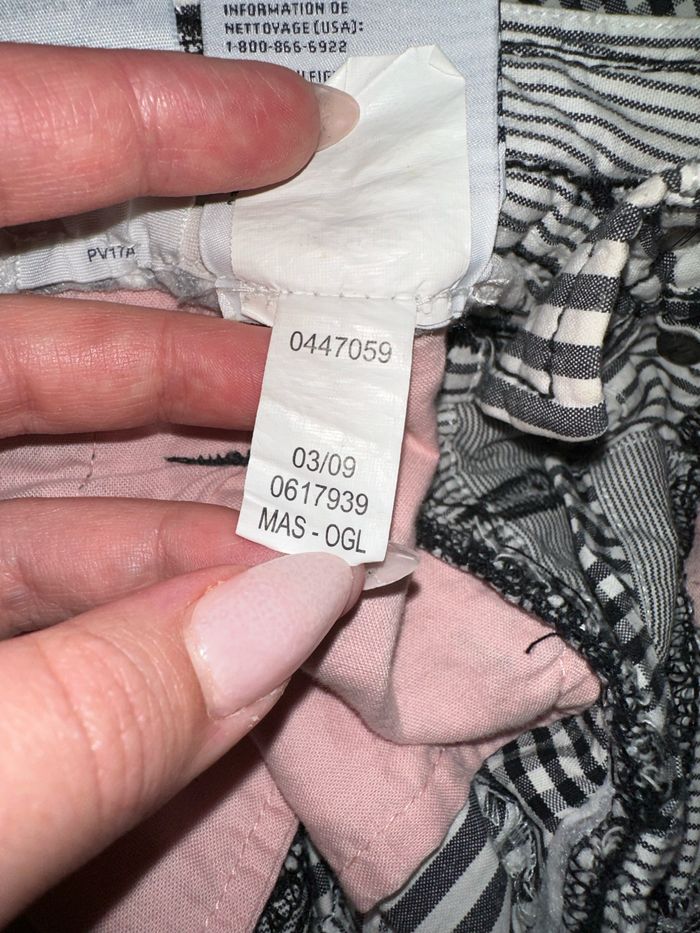 INFORMATION DE
NETTOYAGE (USA):
1-800-866-6922
PV17A
0447059
03/09
0617939
MAS - OGL